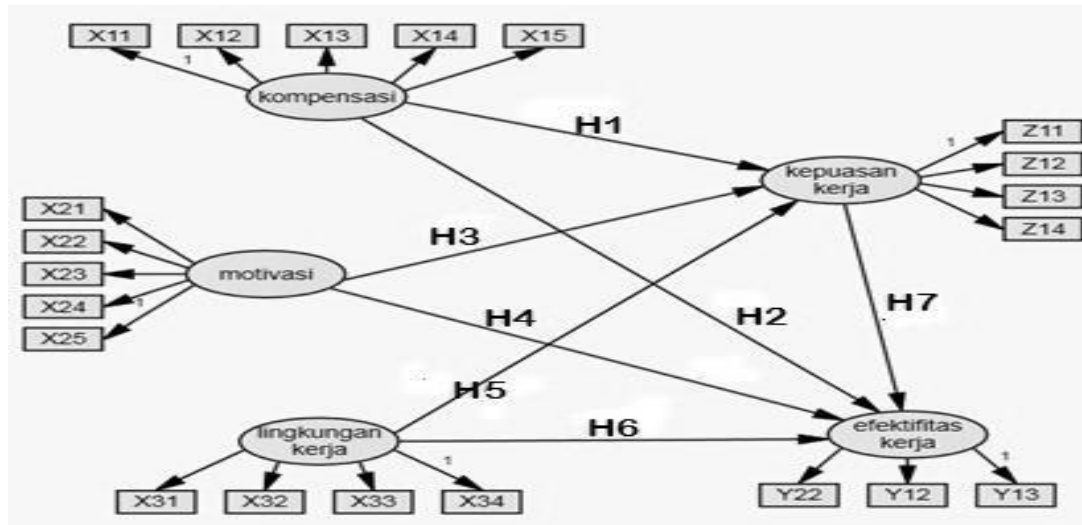 X11 X12 X13 X14 X15
1
kompensasi
H1
Z11
1
Z12
kepuasan
kerja
Z13
Z14
X21
X22
H3
X23
motivasi
X24
1
X25
H4
H2
H7
H5
lingkungan
kerja
H6
efektifitas
kerja
1
1
X31 X32 X33 X34
Y22 Y12 Y13